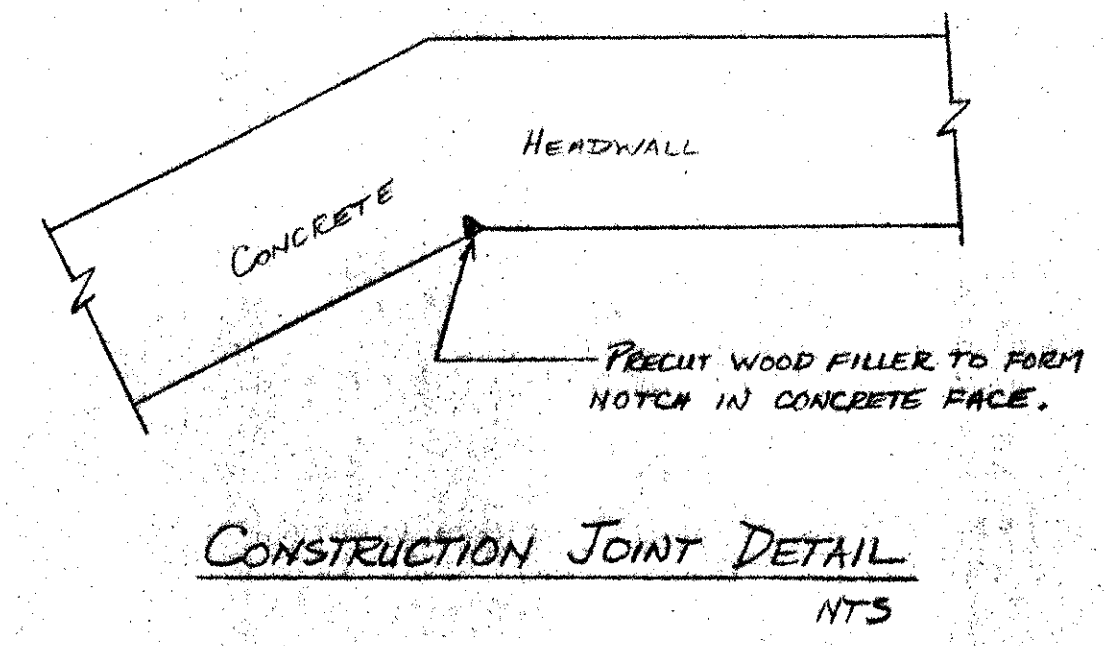 HEADWALL
CONCRETE
PRECUT WOOD FILLER TO FORM
NOTCH IN CONCRETE FACE.
CONSTRUCTION JOINT DETAIL
NTS